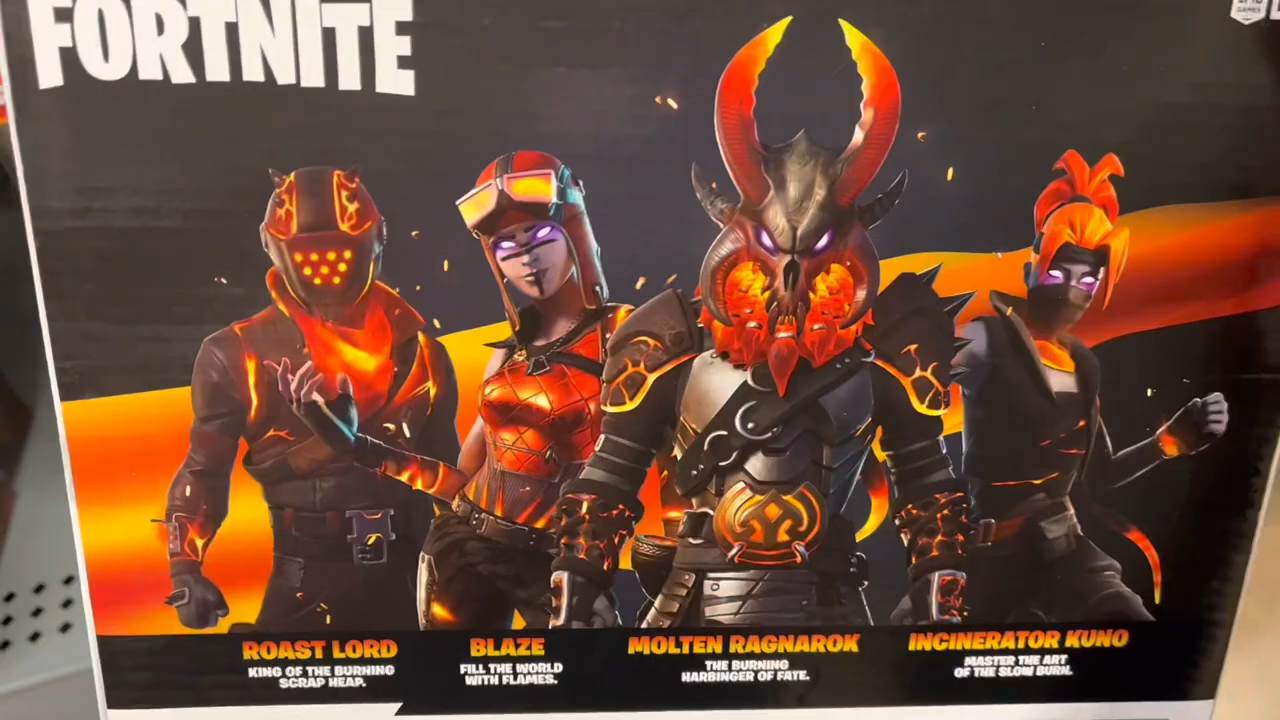 FORTNITE
GAMES
ROAST LORD
KING OF THE BURNING
SCRAP HEAP.
BLAZE
FILL THE WORLD
WITH FLAMES.
MOLTEN RAGNAROK
THE BURNING
HARBINGER OF FATE.
INCINERATOR KUNO
MASTER THE ART
OF THE SLOW BURN.